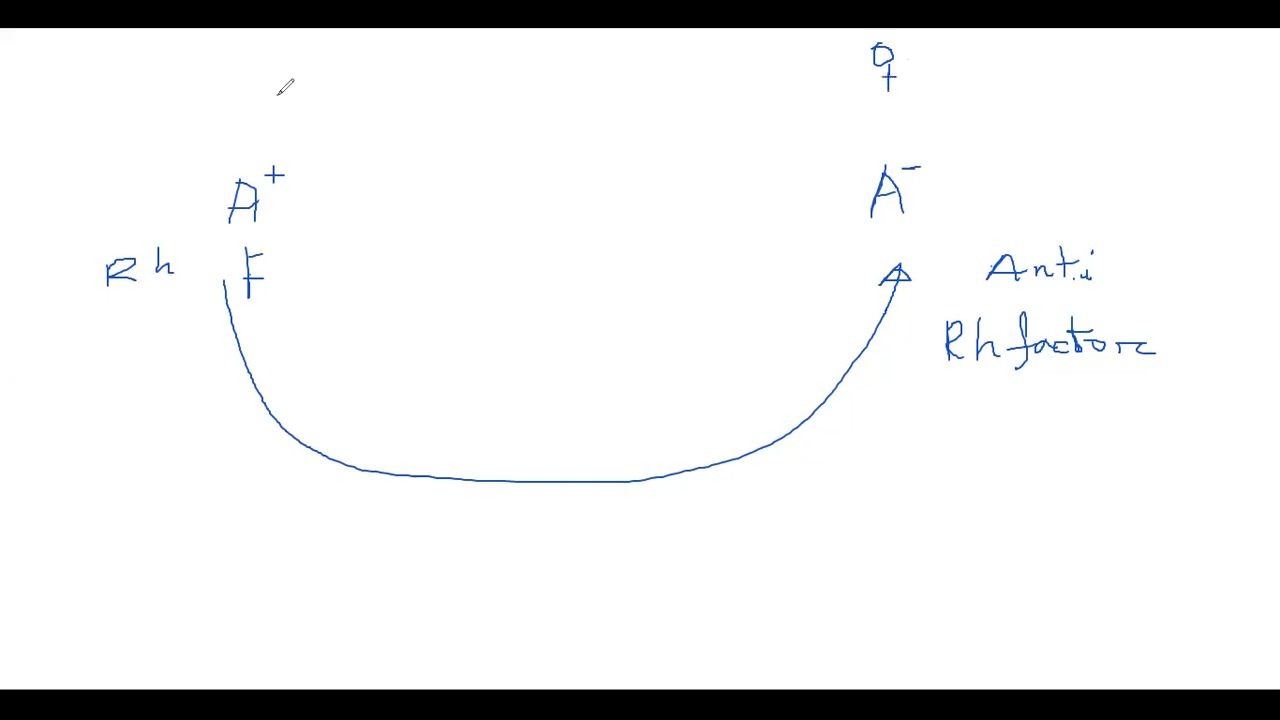 ♀
A⁺ A⁻
Rh F Anti
Rh factor